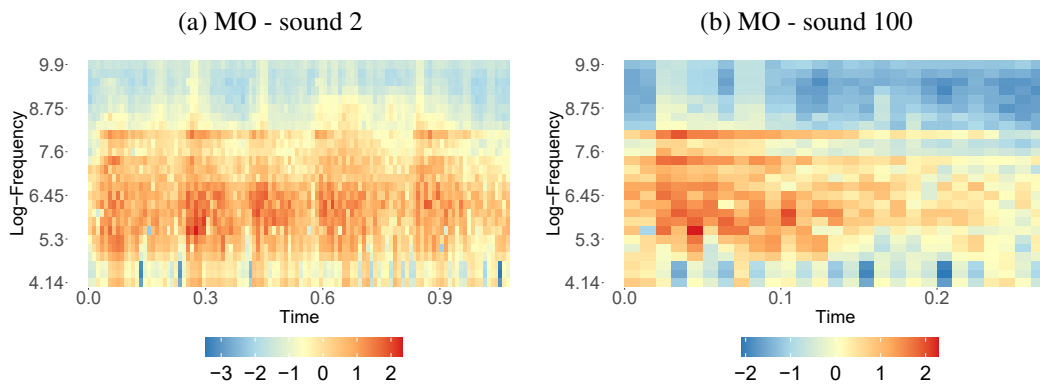 (a) MO - sound 2
9.9
8.75
7.6
6.45
5.3
4.14
Log−Frequency
0.0 0.3 0.6 0.9
Time
−3 −2 −1 0 1 2
(b) MO - sound 100
9.9
8.75
7.6
6.45
5.3
4.14
Log−Frequency
0.0 0.1 0.2
Time
−2 −1 0 1 2